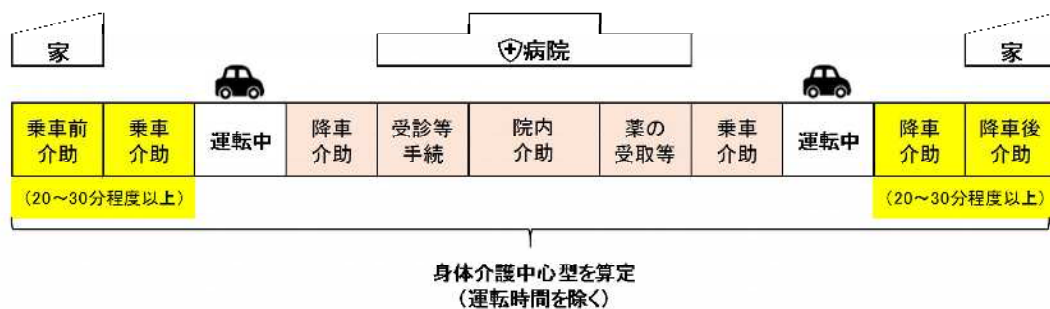 家
病院
家
乗車前
介助
乗車
介助
運転中
降車
介助
受診等
手続
院内
介助
薬の
受取等
乗車
介助
運転中
降車
介助
降車後
介助
（20～30分程度以上）
（20～30分程度以上）
身体介護中心型を算定
（運転時間を除く）